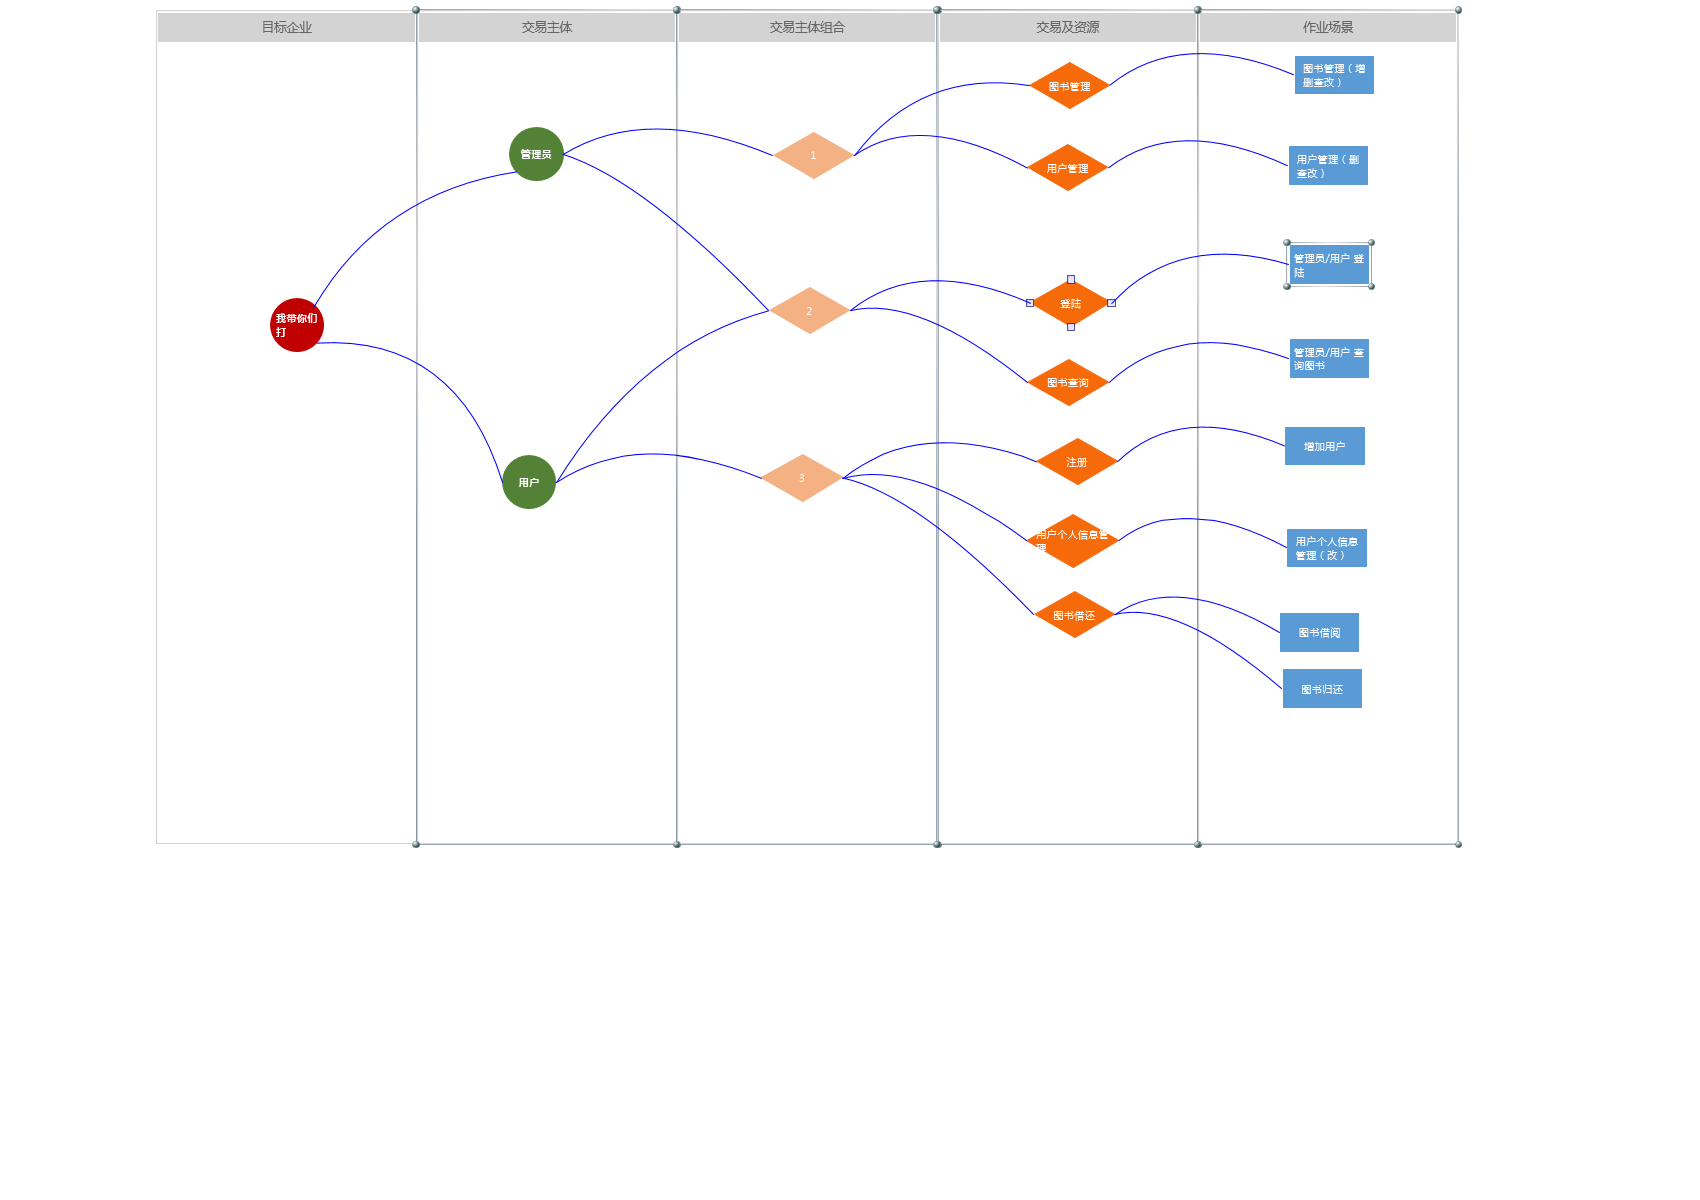 目标企业
交易主体
交易主体组合
交易及资源
作业场景
图书管理
图书管理（增
删查改）
管理员
1
用户管理
用户管理（删
查改）
我带你们
打
2
登陆
管理员/用户 登
陆
图书查询
管理员/用户 查
询图书
用户
3
注册
增加用户
用户个人信息管
理
用户个人信息
管理（改）
图书借还
图书借阅
图书归还